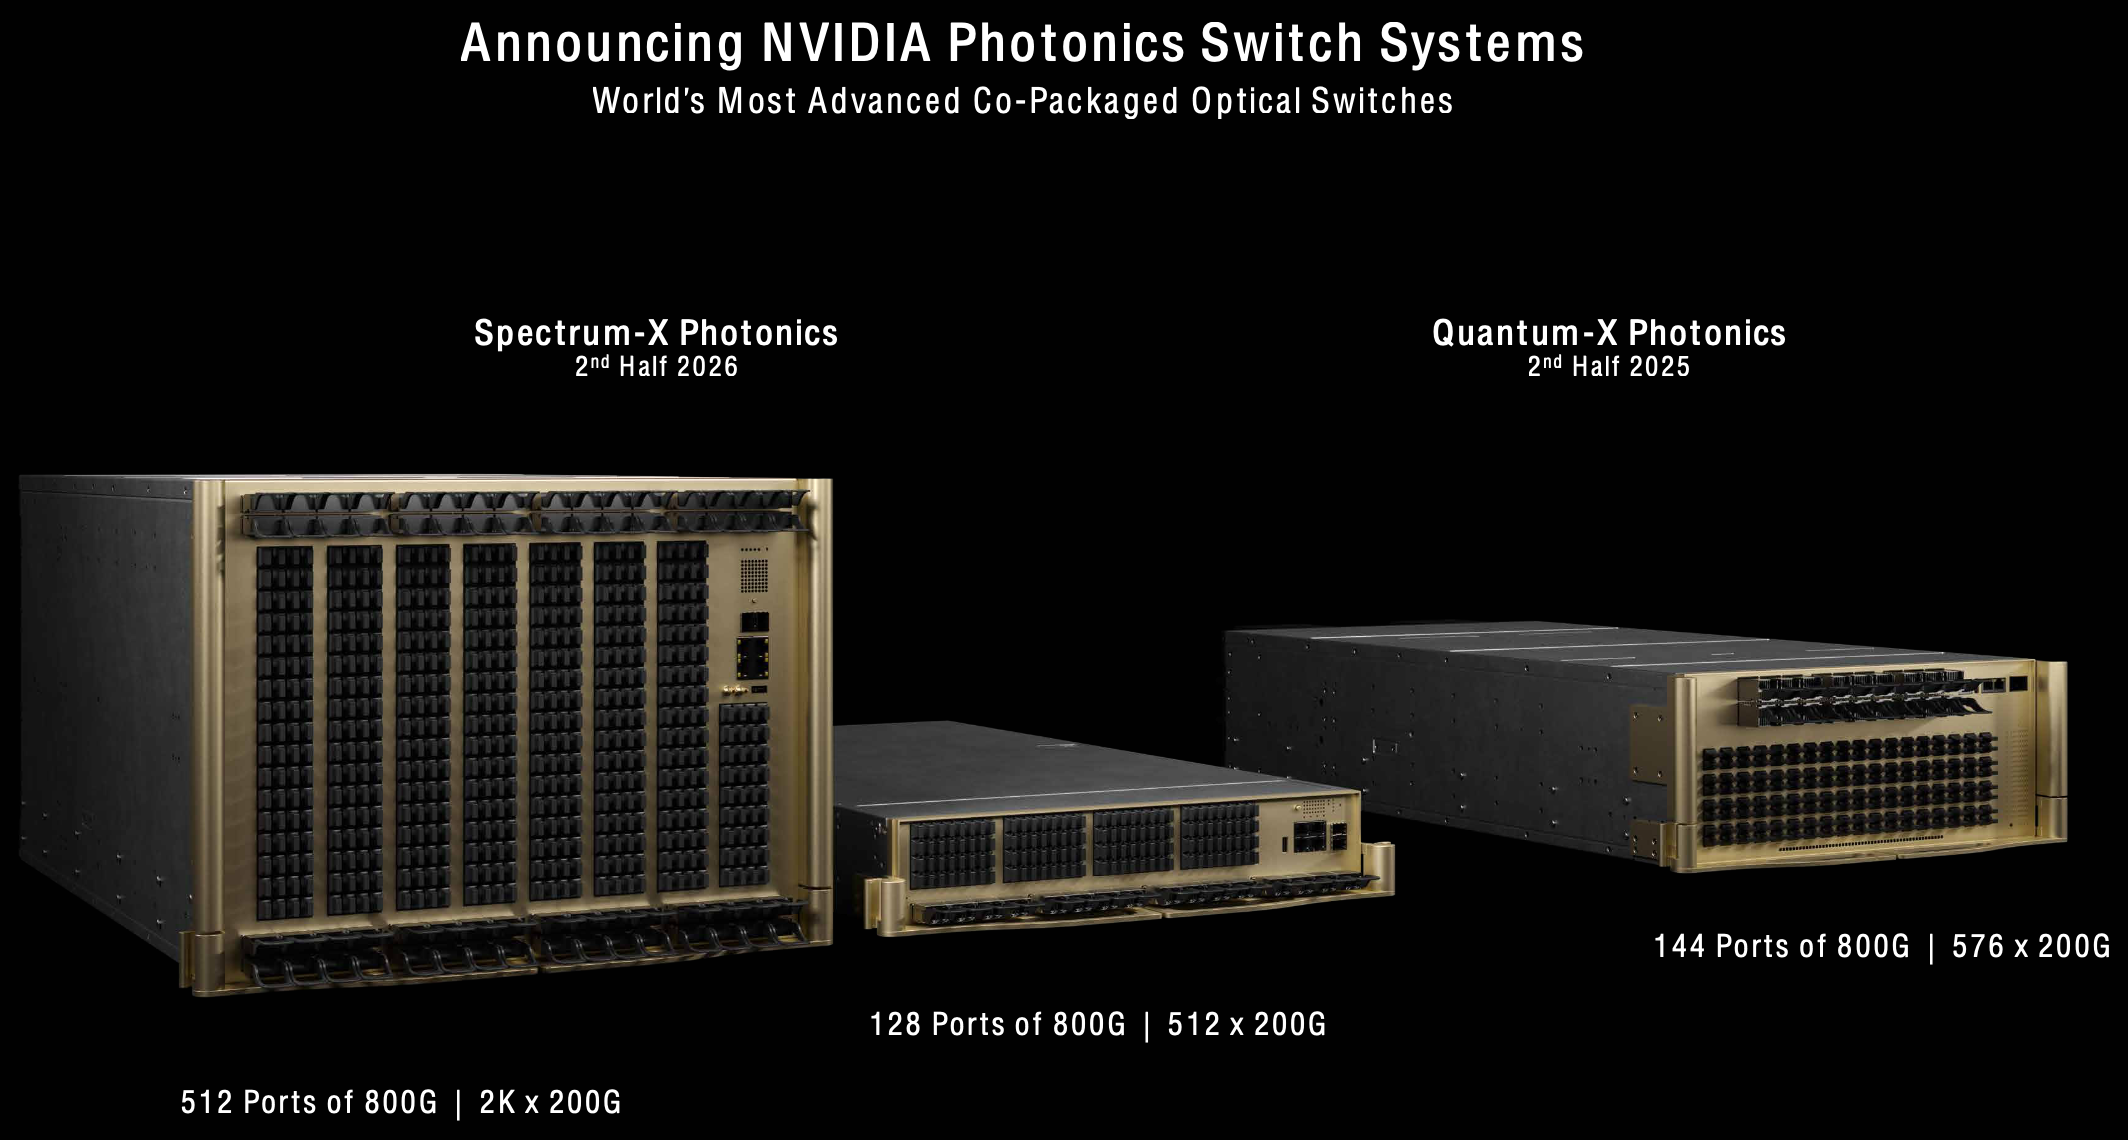 Announcing NVIDIA Photonics Switch Systems
World's Most Advanced Co-Packaged Optical Switches
Spectrum-X Photonics
2nd Half 2026
Quantum-X Photonics
2nd Half 2025
144 Ports of 800G | 576 x 200G
128 Ports of 800G | 512 x 200G
512 Ports of 800G | 2K x 200G